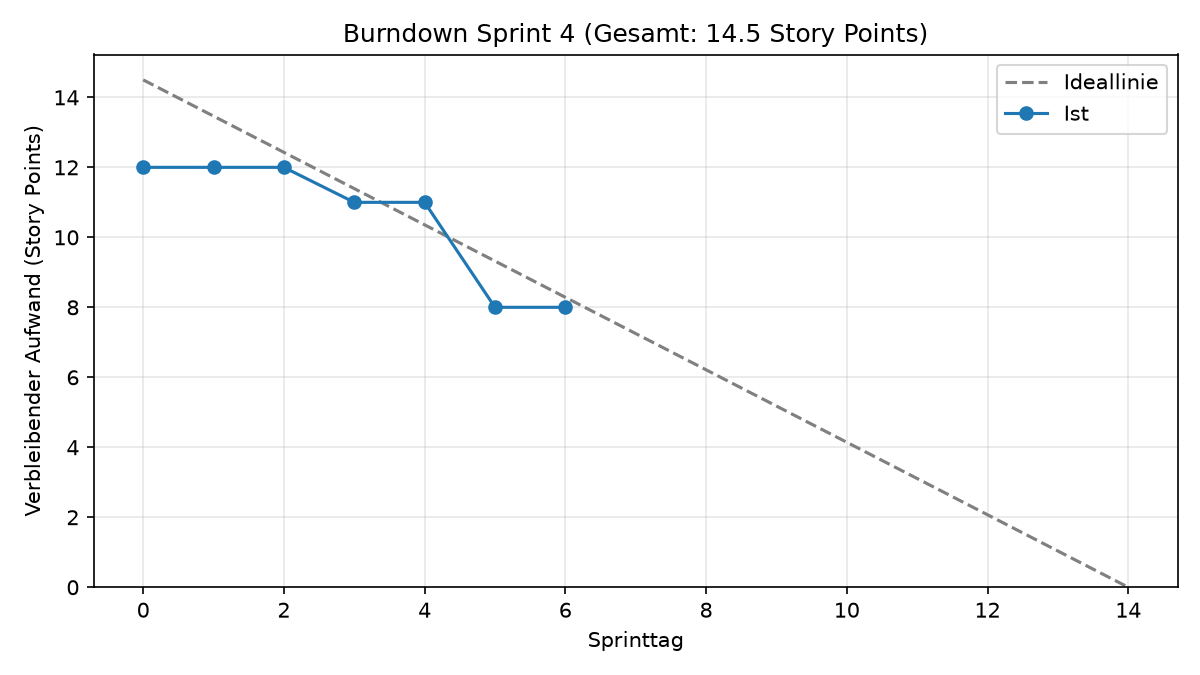 Burndown Sprint 4 (Gesamt: 14.5 Story Points)
Ideallinie
Ist
Verbleibender Aufwand (Story Points)
14
12
10
8
6
4
2
0
0 2 4 6 8 10 12 14
Sprinttag